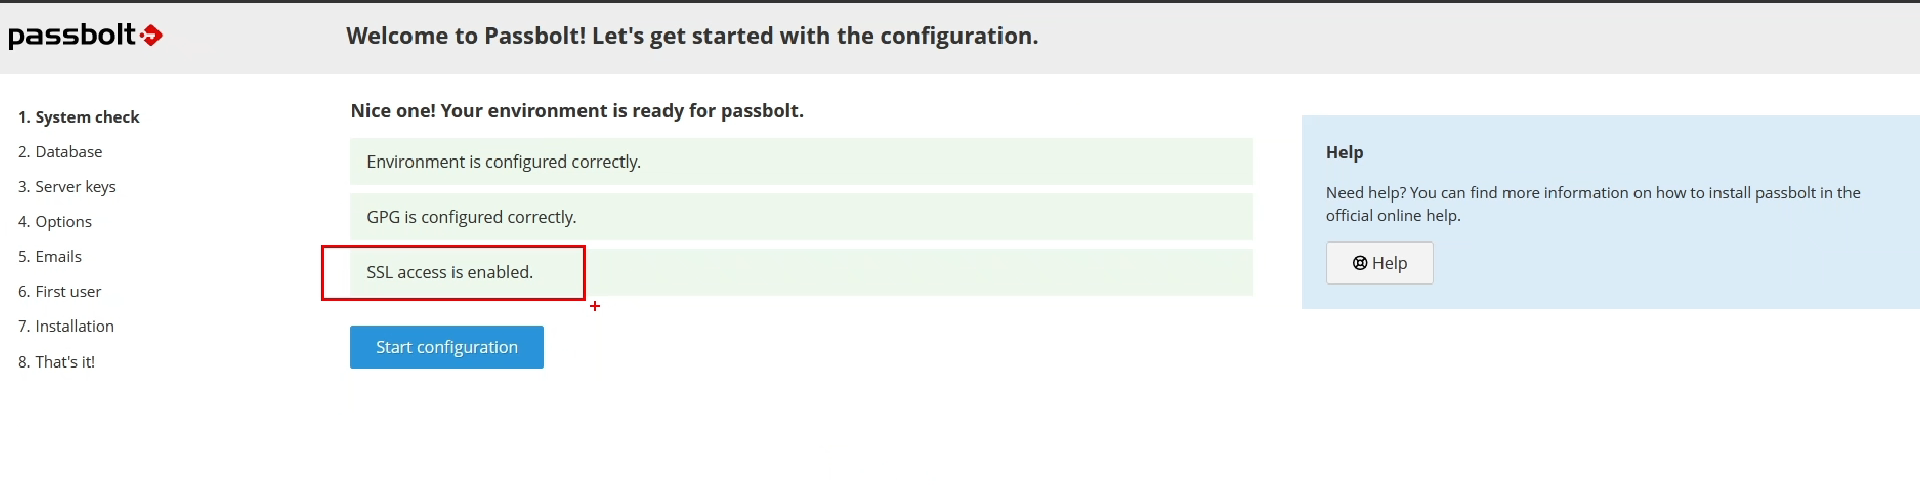 passbolt
Welcome to Passbolt! Let's get started with the configuration.
1. System check
2. Database
3. Server keys
4. Options
5. Emails
6. First user
7. Installation
8. That's it!
Nice one! Your environment is ready for passbolt.
Environment is configured correctly.
GPG is configured correctly.
SSL access is enabled.
Start configuration
Help
Need help? You can find more information on how to install passbolt in the
official online help.
Help